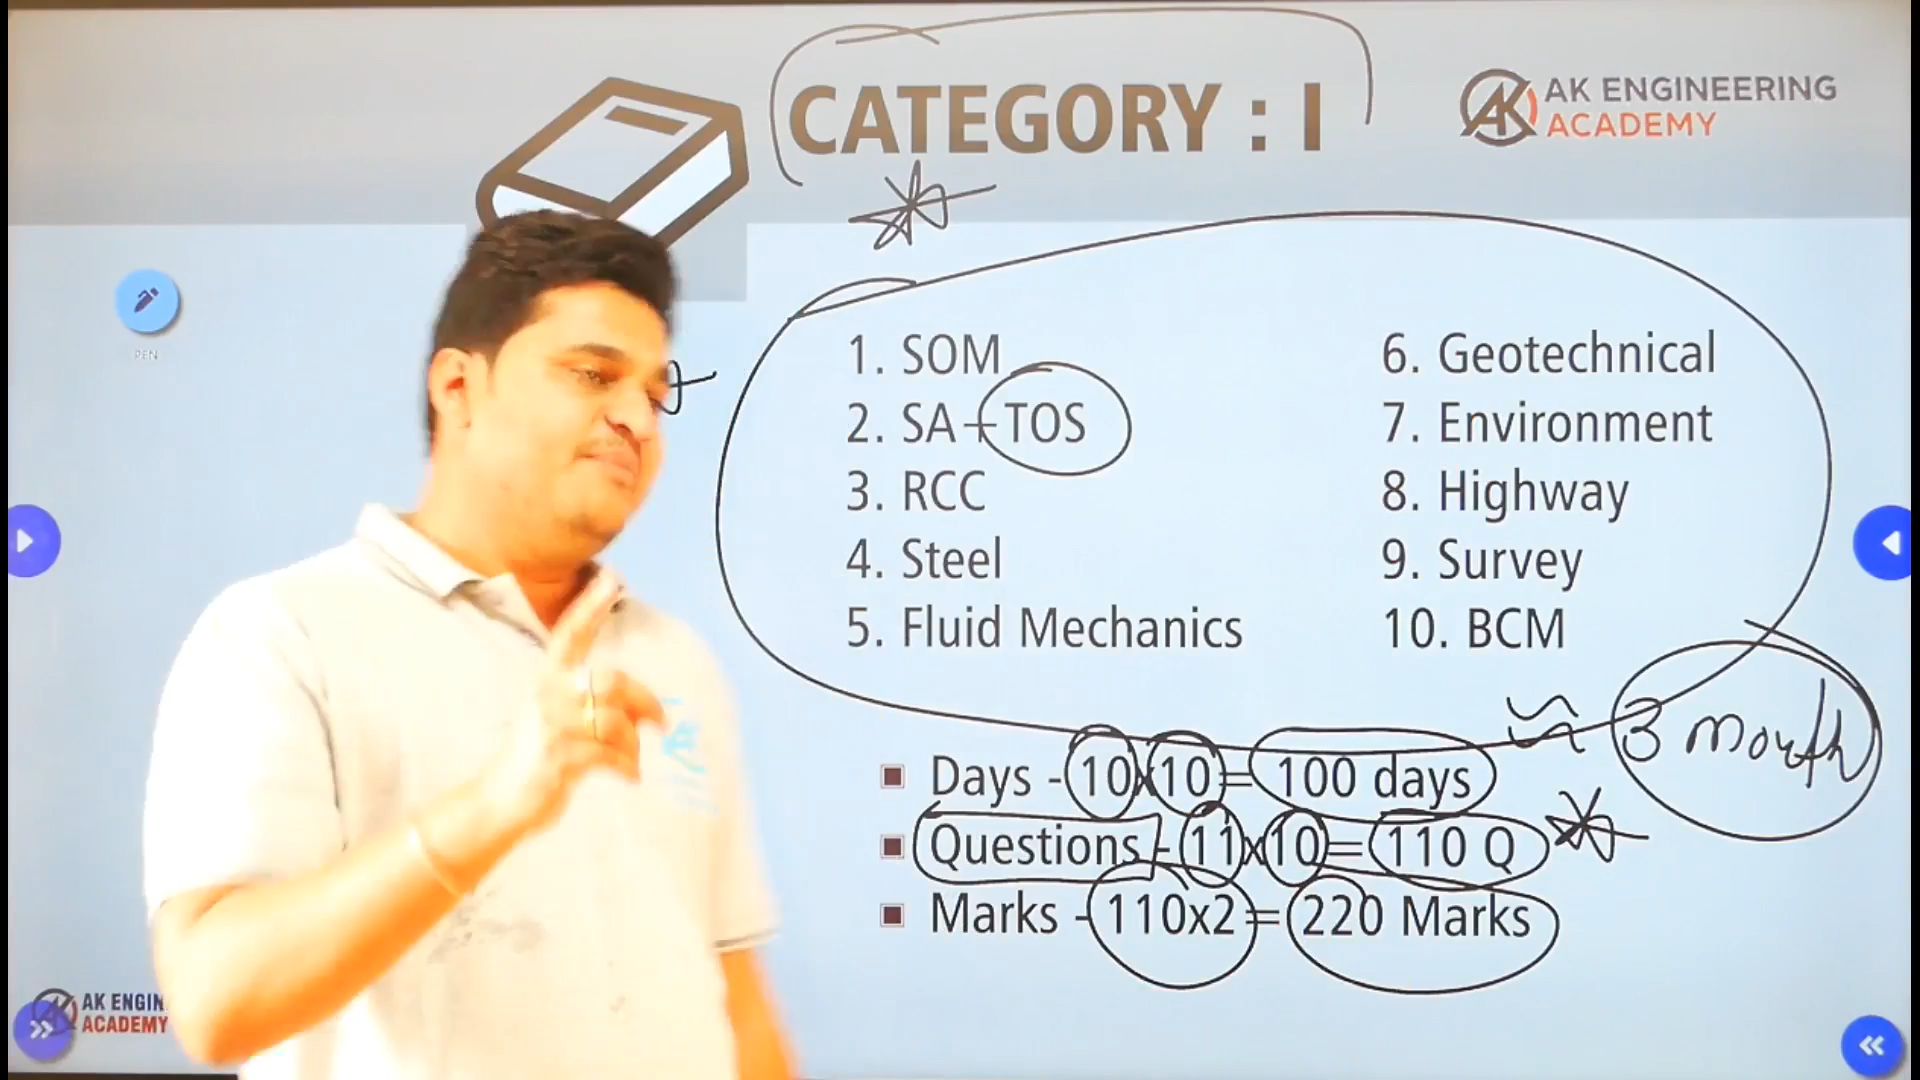 CATEGORY : I
AK ENGINEERING
ACADEMY
PEN
1. SOM
2. SA + TOS
3. RCC
4. Steel
5. Fluid Mechanics
6. Geotechnical
7. Environment
8. Highway
9. Survey
10. BCM
≈ 3 month
Days - 10x10 = 100 days
Questions - 11x10 = 110 Q
Marks - 110x2 = 220 Marks
AK ENGIN
ACADEMY